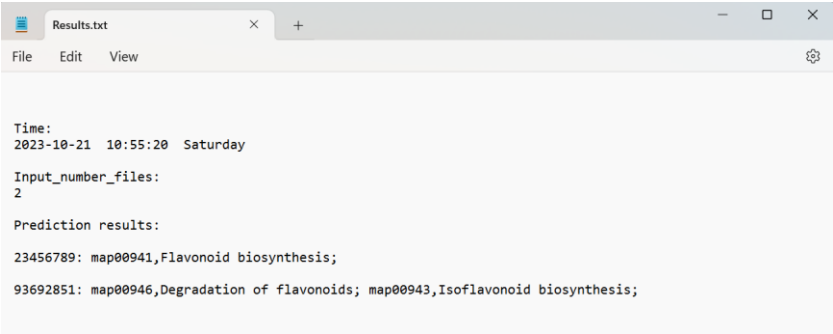 Results.txt
File Edit View
Time:
2023-10-21 10:55:20 Saturday
Input_number_files:
2
Prediction results:
23456789: map00941,Flavonoid biosynthesis;
93692851: map00946,Degradation of flavonoids; map00943,Isoflavonoid biosynthesis;